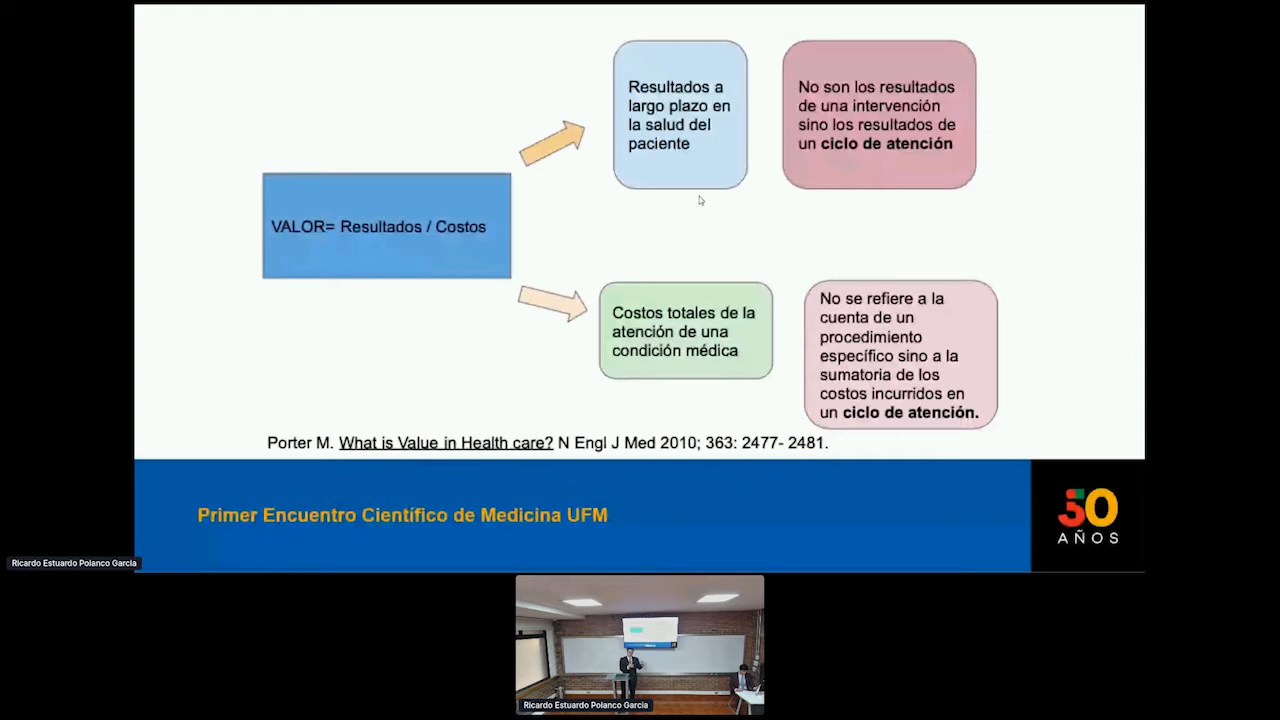 Resultados a
largo plazo en
la salud del
paciente
No son los resultados
de una intervención
sino los resultados de
un ciclo de atención
VALOR= Resultados / Costos
Costos totales de la
atención de una
condición médica
No se refiere a la
cuenta de un
procedimiento
específico sino a la
sumatoria de los
costos incurridos en
un ciclo de atención.
Porter M. What is Value in Health care? N Engl J Med 2010; 363: 2477- 2481.
Primer Encuentro Científico de Medicina UFM
50
AÑOS
Ricardo Estuardo Polanco Garcia
Ricardo Estuardo Polanco Garcia